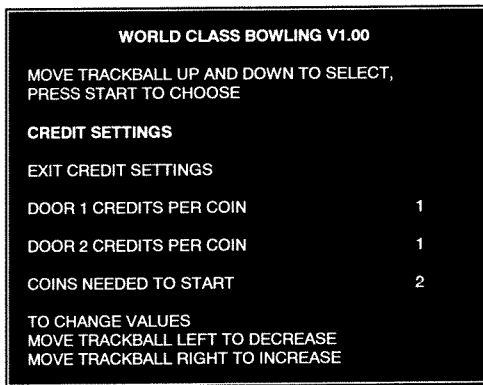 WORLD CLASS BOWLING V1.00
MOVE TRACKBALL UP AND DOWN TO SELECT,
PRESS START TO CHOOSE
CREDIT SETTINGS
EXIT CREDIT SETTINGS
DOOR 1 CREDITS PER COIN 1
DOOR 2 CREDITS PER COIN 1
COINS NEEDED TO START 2
TO CHANGE VALUES
MOVE TRACKBALL LEFT TO DECREASE
MOVE TRACKBALL RIGHT TO INCREASE